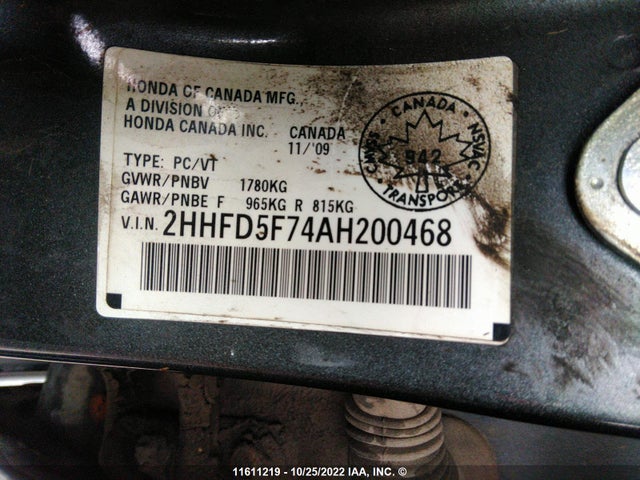 HONDA OF CANADA MFG.,
A DIVISION OF
HONDA CANADA INC. CANADA
11/'09
TYPE: PC/VT
GVWR/PNBV 1780KG
GAWR/PNBE F 965KG R 815KG
V.I.N. 2HHFD5F74AH200468
CANADA
CMVSS NSVAC
942
TRANSPORT
11611219 - 10/25/2022 IAA, INC. ©